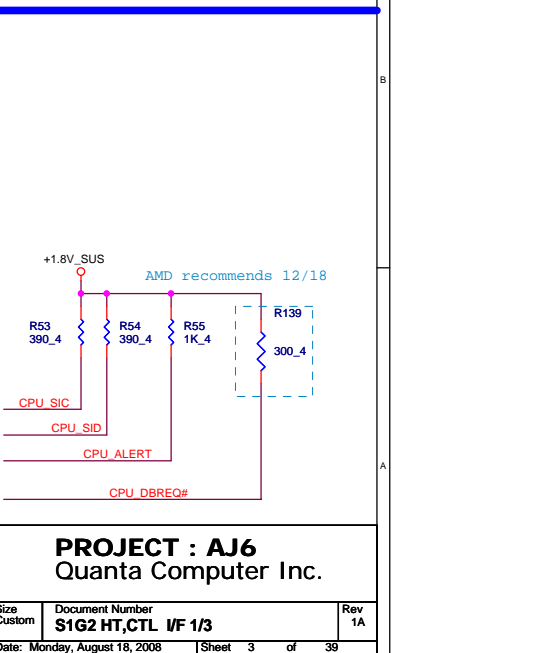 B
+1.8V_SUS
AMD recommends 12/18
R139
R53
390_4
R54
390_4
R55
1K_4
300_4
CPU_SIC
CPU_SID
CPU_ALERT
A
CPU_DBREQ#
PROJECT : AJ6
Quanta Computer Inc.
Size
Custom
Document Number
S1G2 HT,CTL I/F 1/3
Rev
1A
Date: Monday, August 18, 2008
Sheet 3 of 39